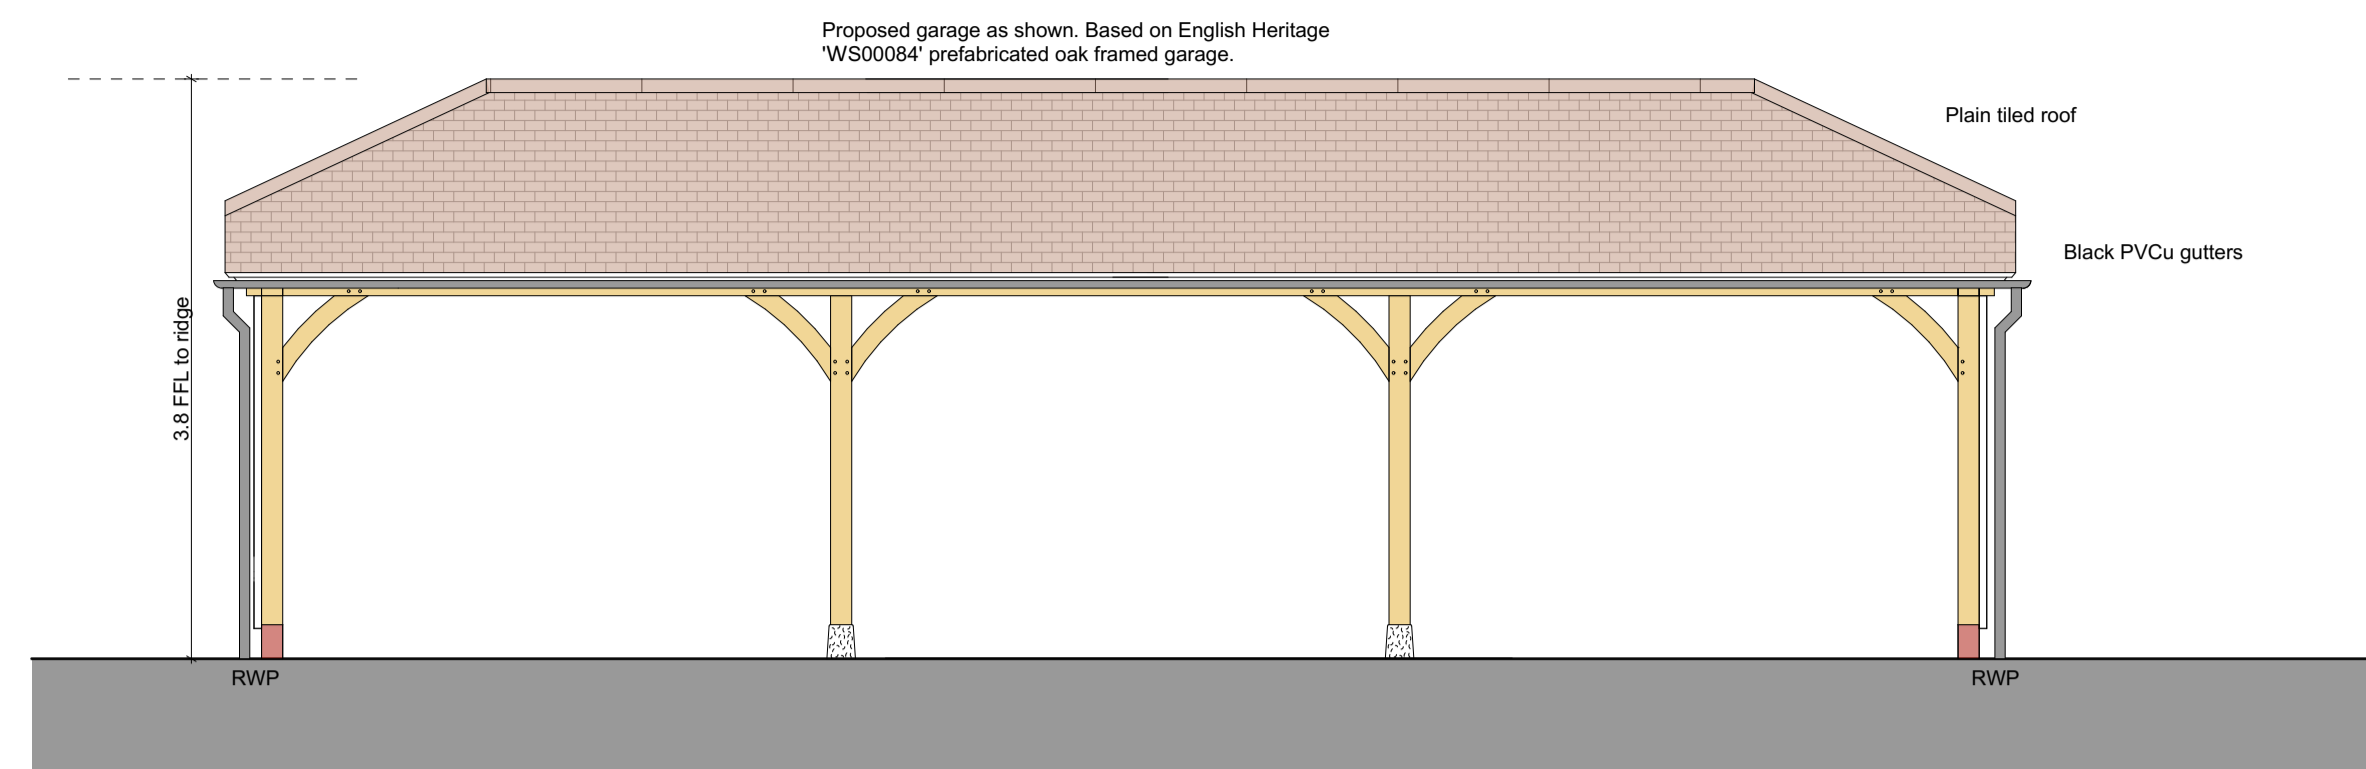 Proposed garage as shown. Based on English Heritage
'WS00084' prefabricated oak framed garage.
Plain tiled roof
Black PVCu gutters
3.8 FFL to ridge
RWP
RWP